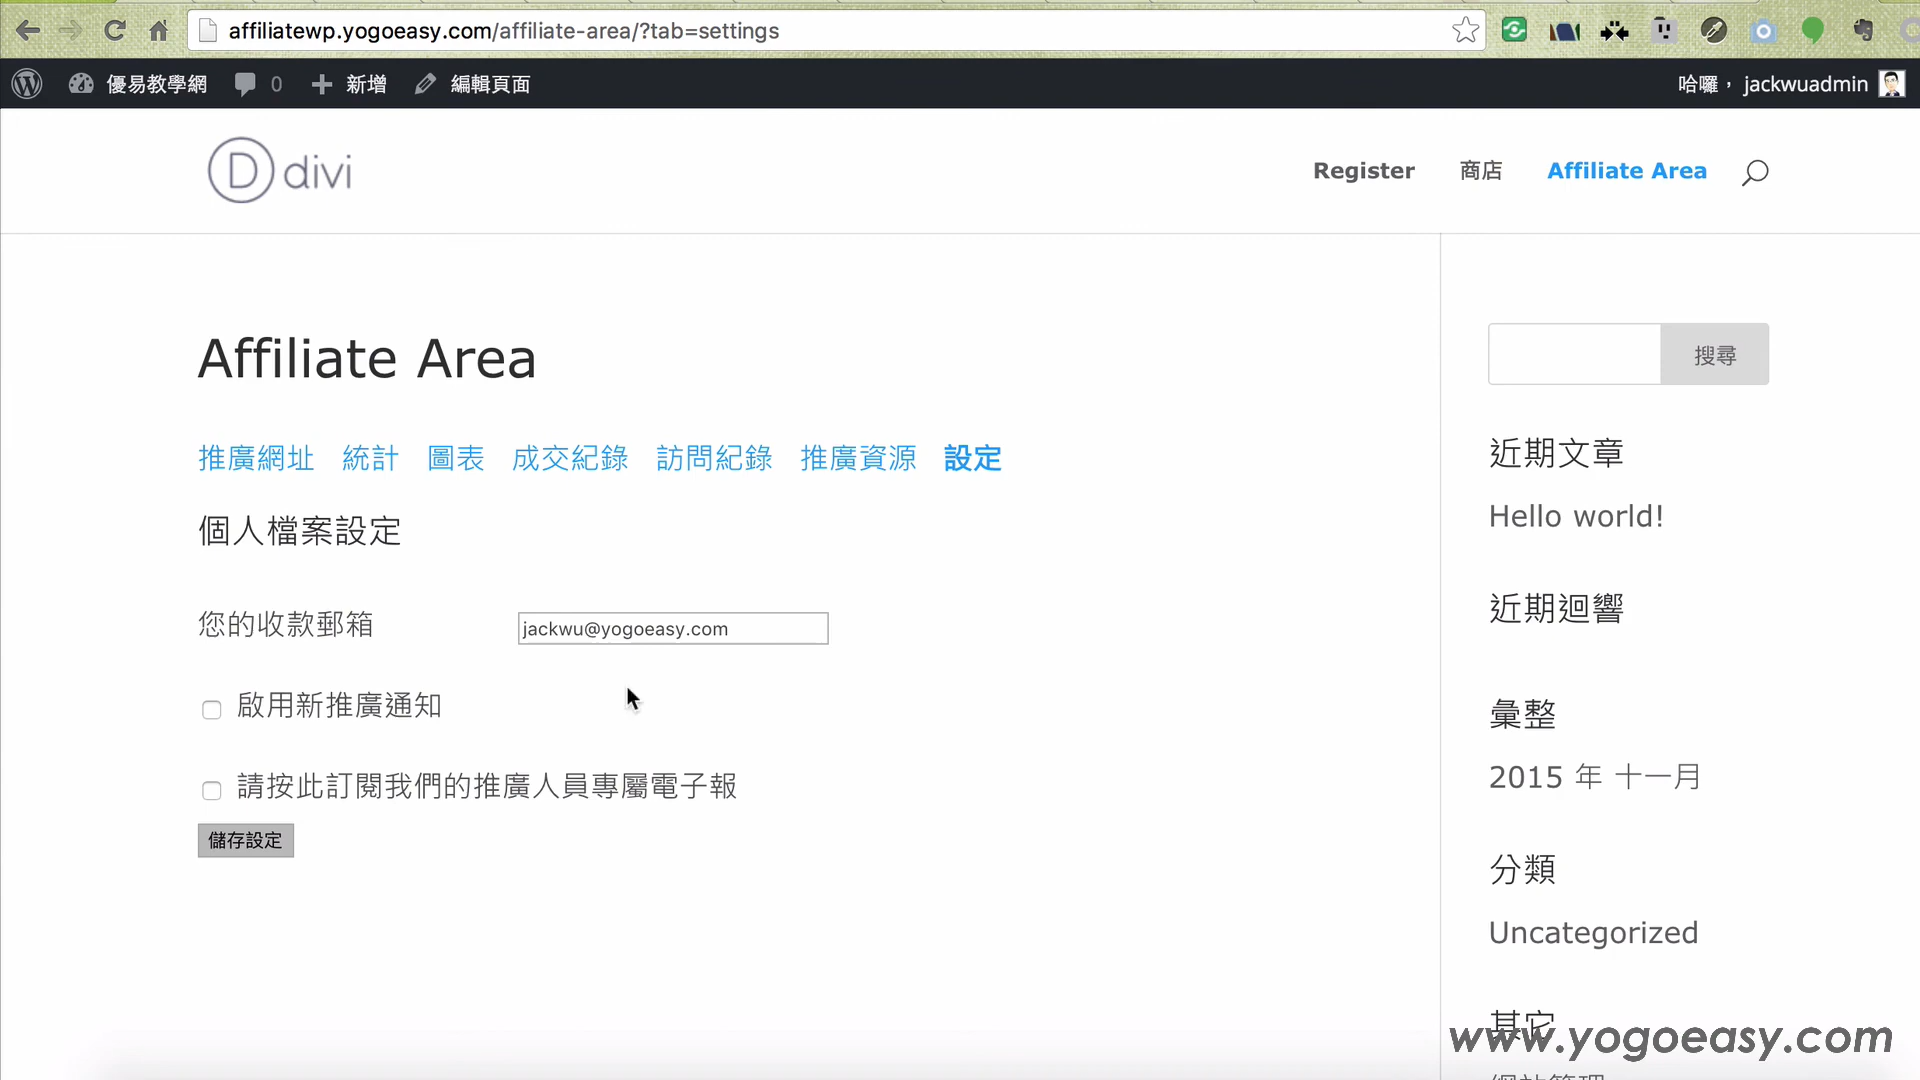 affiliatewp.yogoeasy.com/affiliate-area/?tab=settings
優易教學網 0 新增 編輯頁面 哈囉， jackwuadmin
D divi Register 商店 Affiliate Area
Affiliate Area
搜尋
推廣網址 統計 圖表 成交紀錄 訪問紀錄 推廣資源 設定
個人檔案設定
您的收款郵箱 jackwu@yogoeasy.com
啟用新推廣通知
請按此訂閱我們的推廣人員專屬電子報
儲存設定
近期文章
Hello world!
近期迴響
彙整
2015 年 十一月
分類
Uncategorized
其它
www.yogoeasy.com